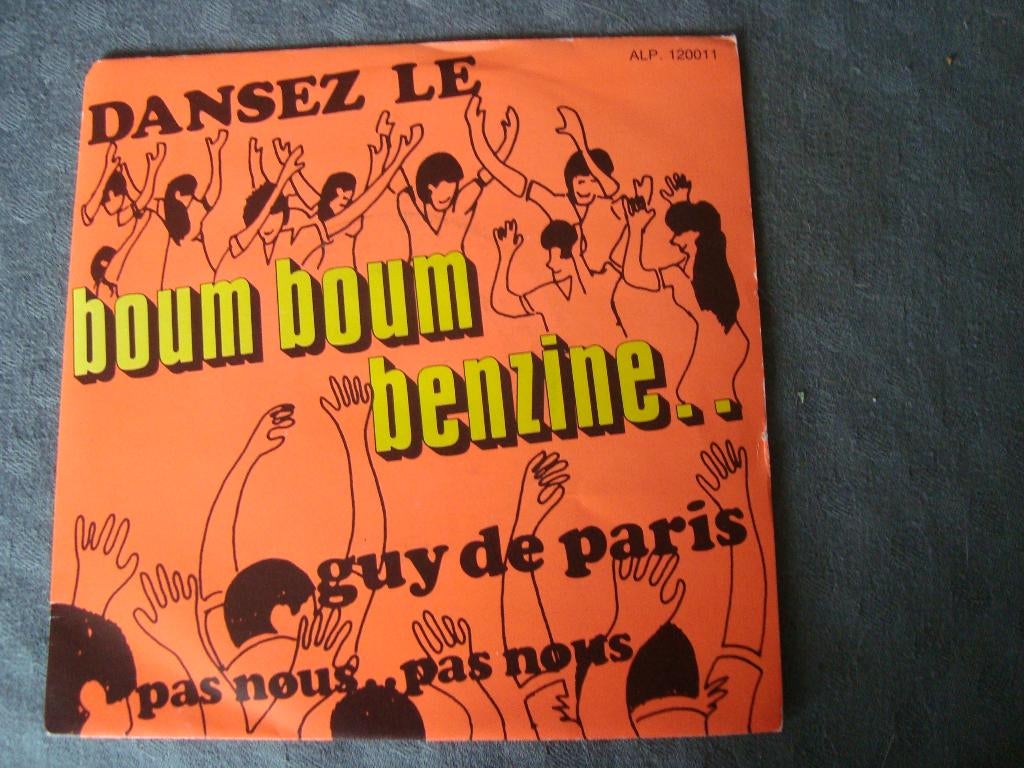 ALP. 120011
DANSEZ LE
boum boum
benzine..
guy de paris
pas nous..pas nous